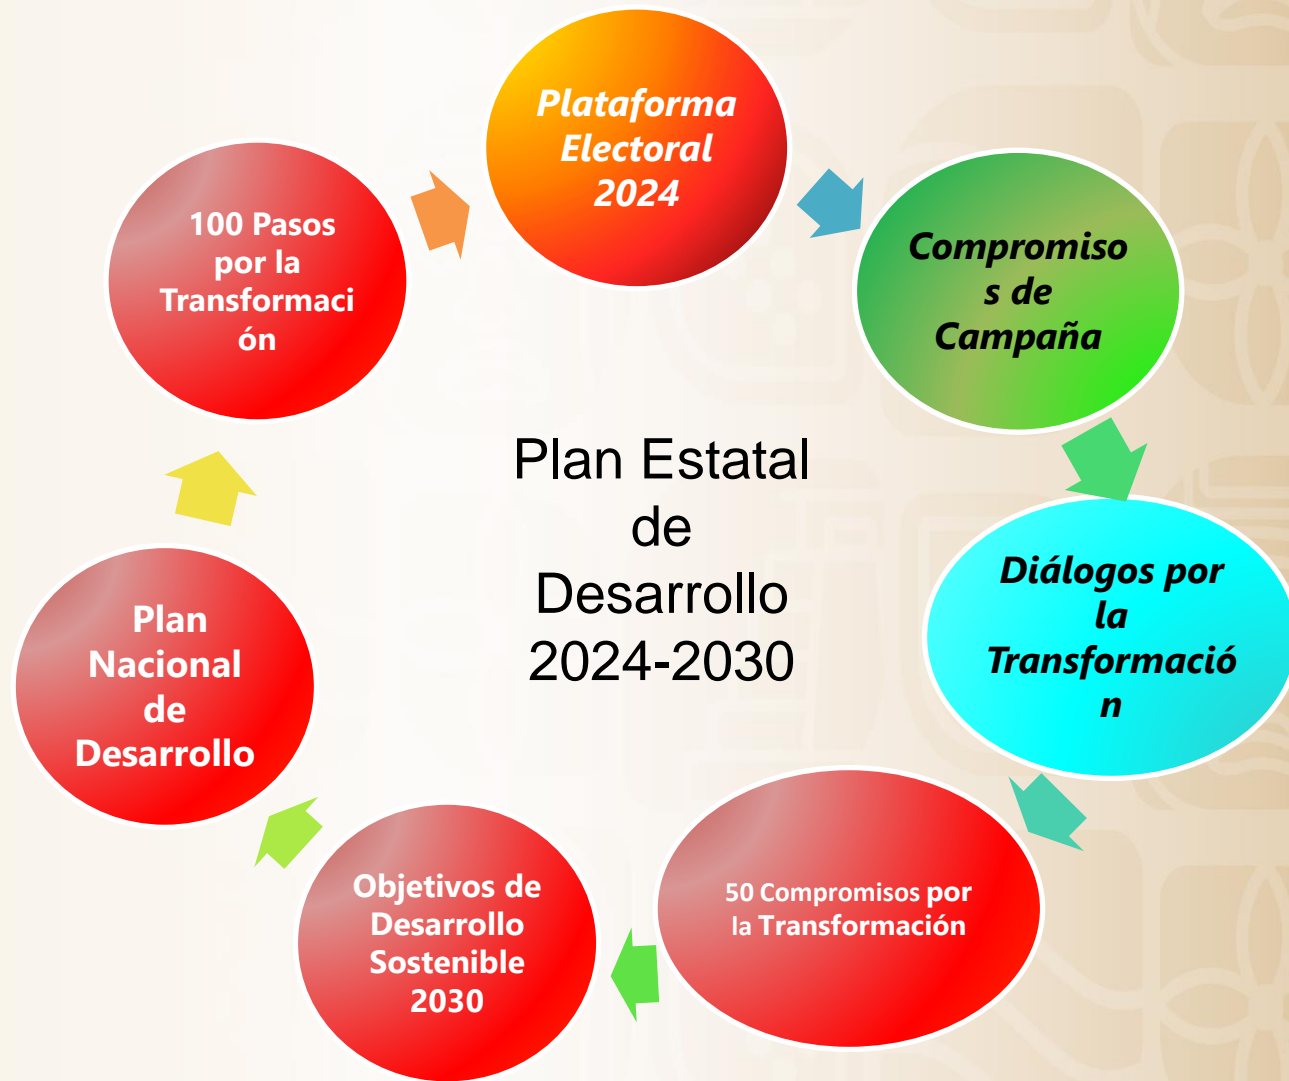 Plataforma
Electoral
2024
Compromiso
s de
Campaña
Diálogos por
la
Transformació
n
50 Compromisos por
la Transformación
Objetivos de
Desarrollo
Sostenible
2030
Plan
Nacional
de
Desarrollo
100 Pasos
por la
Transformaci
ón
Plan Estatal
de
Desarrollo
2024-2030